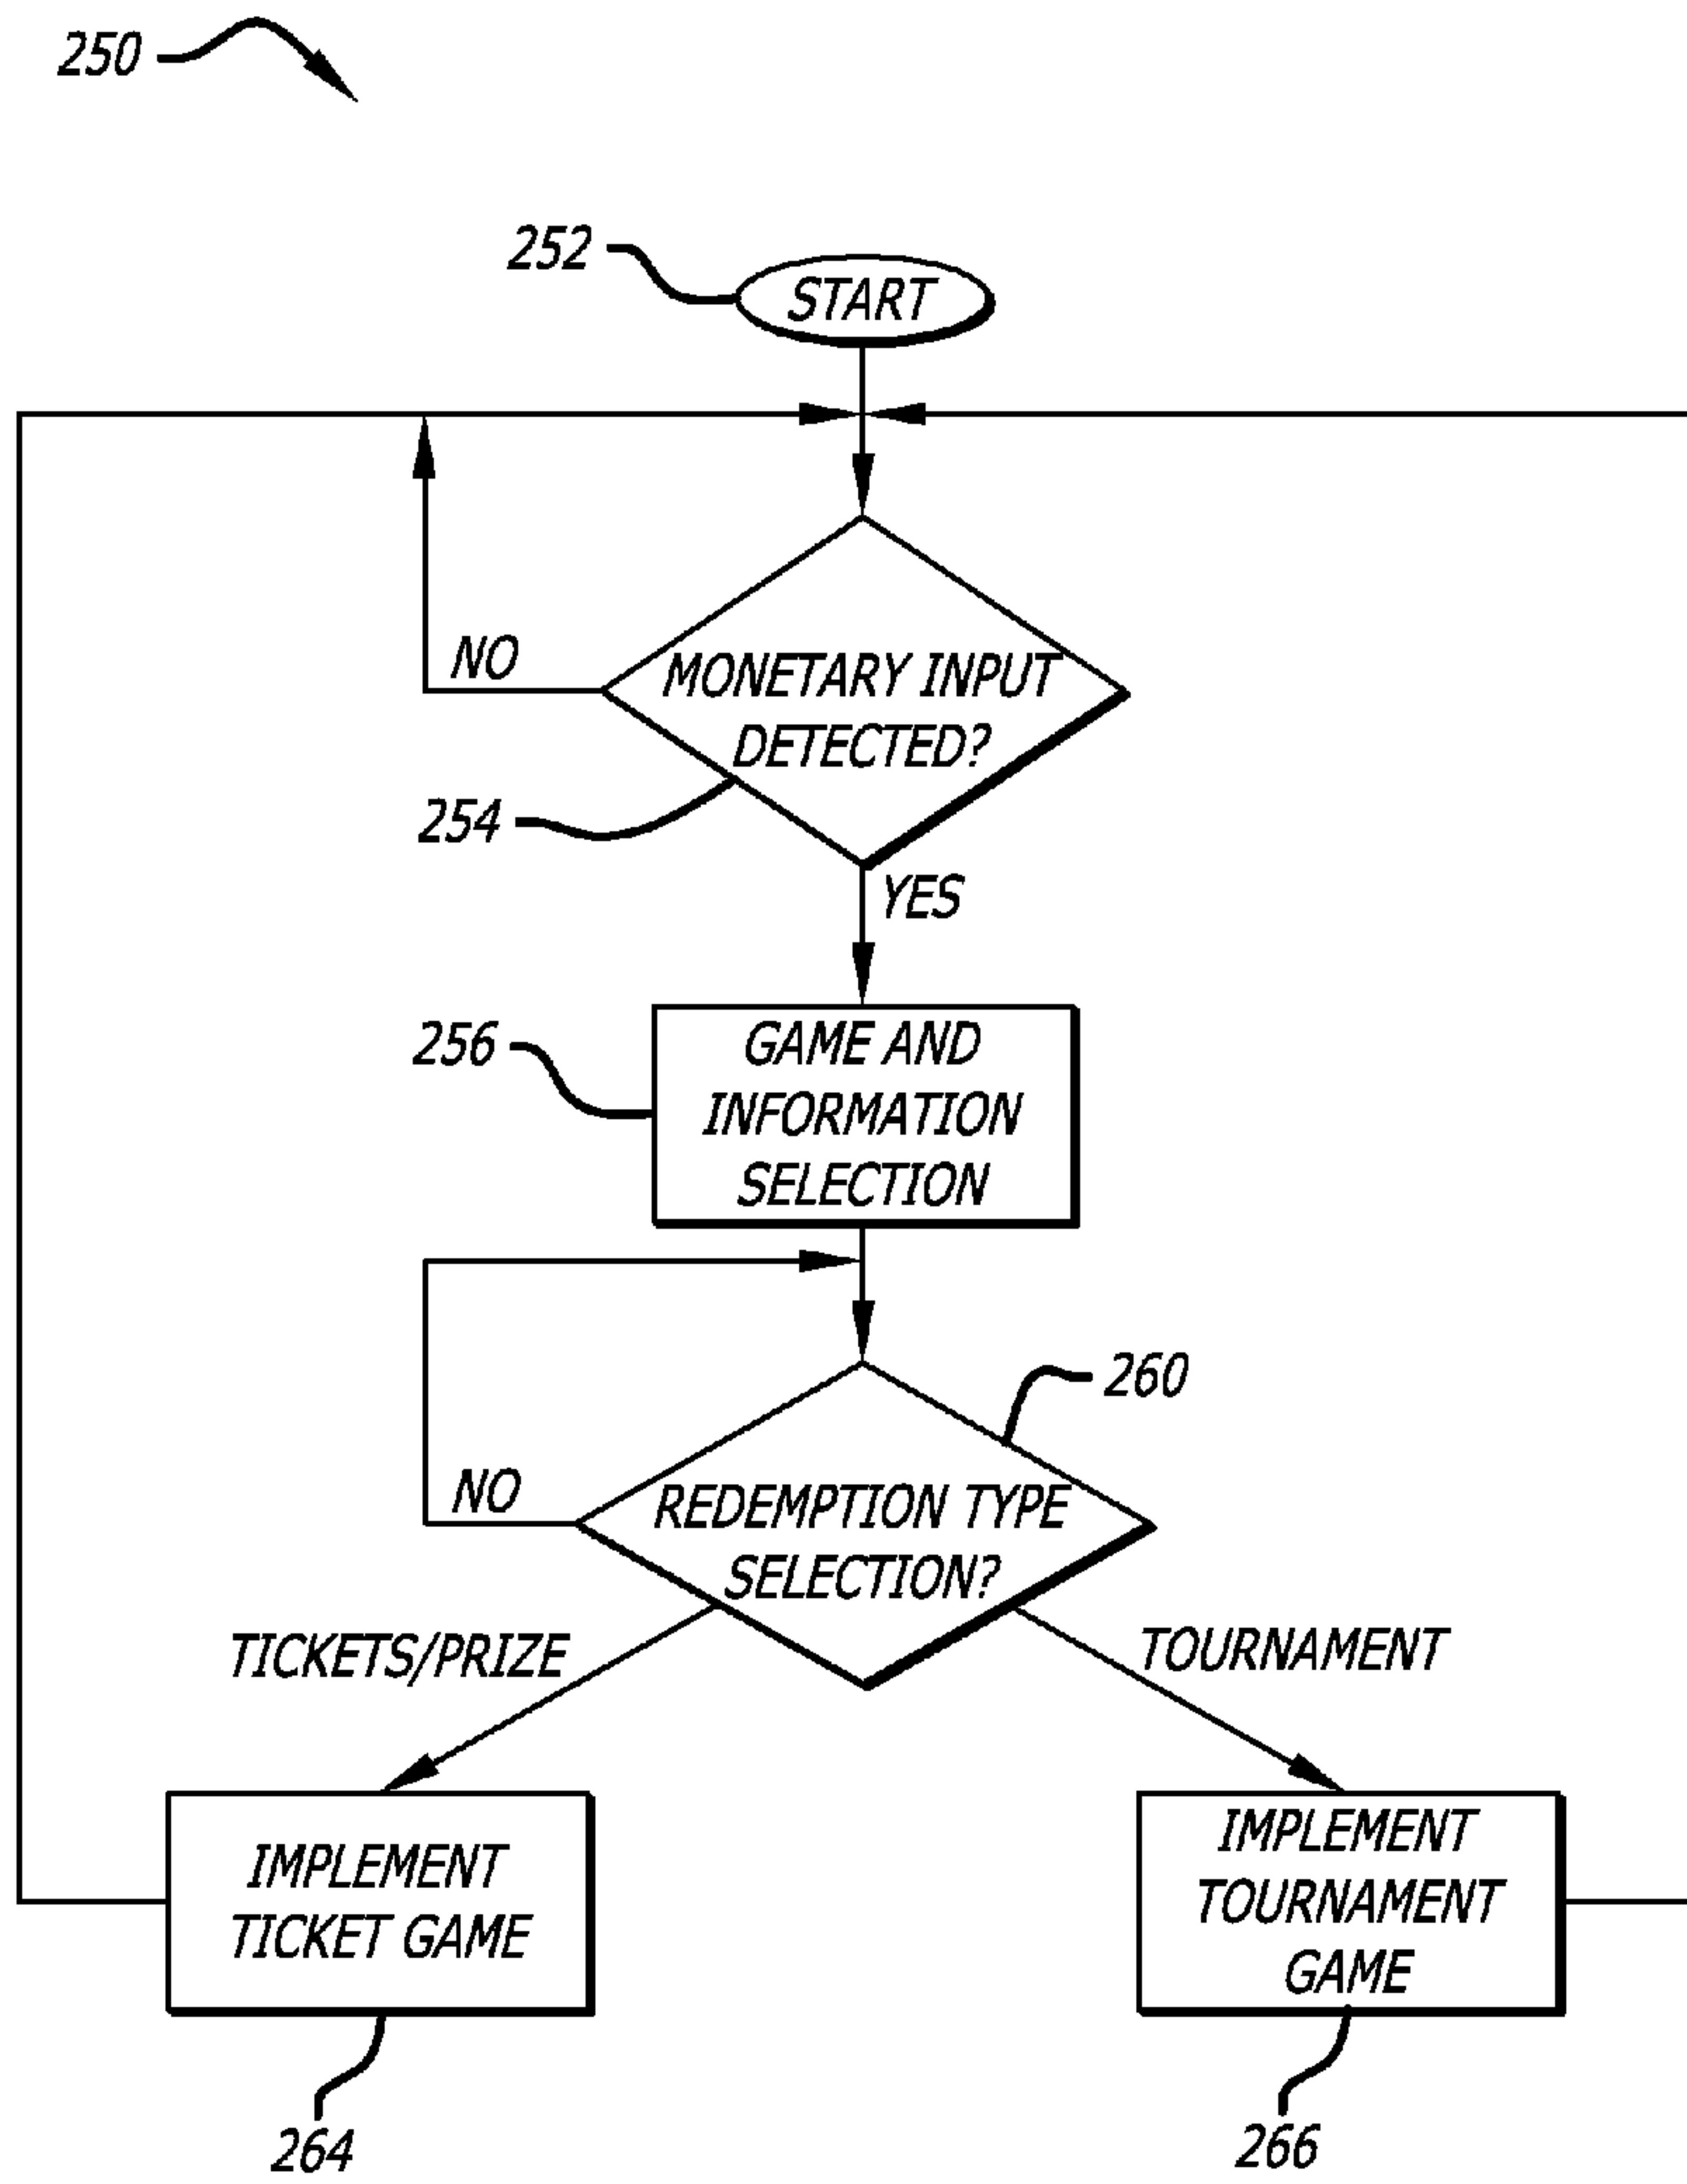 250
252
START
NO
MONETARY INPUT
DETECTED?
254
YES
256
GAME AND
INFORMATION
SELECTION
260
NO
REDEMPTION TYPE
SELECTION?
TICKETS/PRIZE
TOURNAMENT
IMPLEMENT
TICKET GAME
IMPLEMENT
TOURNAMENT
GAME
264
266